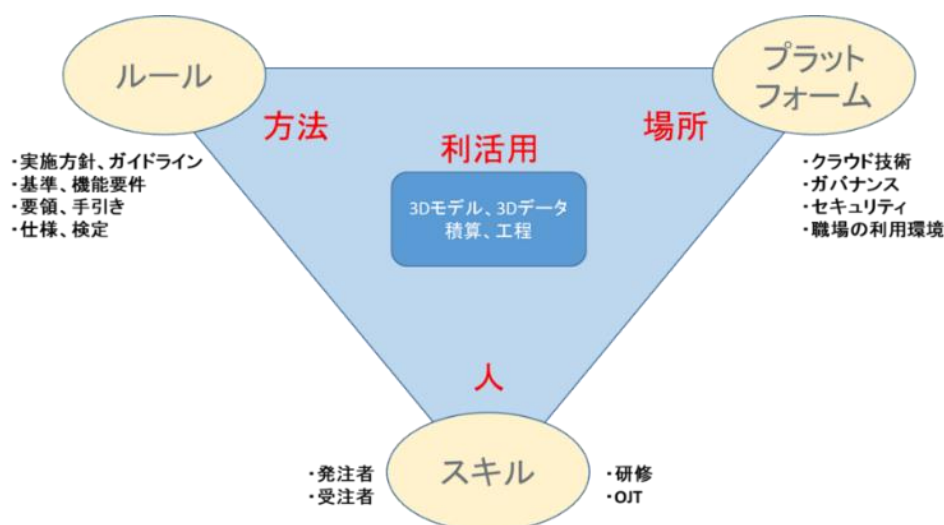 ルール
プラット
フォーム
方法
場所
利活用
・実施方針、ガイドライン
・基準、機能要件
・要領、手引き
・仕様、検定
・クラウド技術
・ガバナンス
・セキュリティ
・職場の利用環境
3Dモデル、3Dデータ
積算、工程
人
スキル
・発注者
・受注者
・研修
・OJT